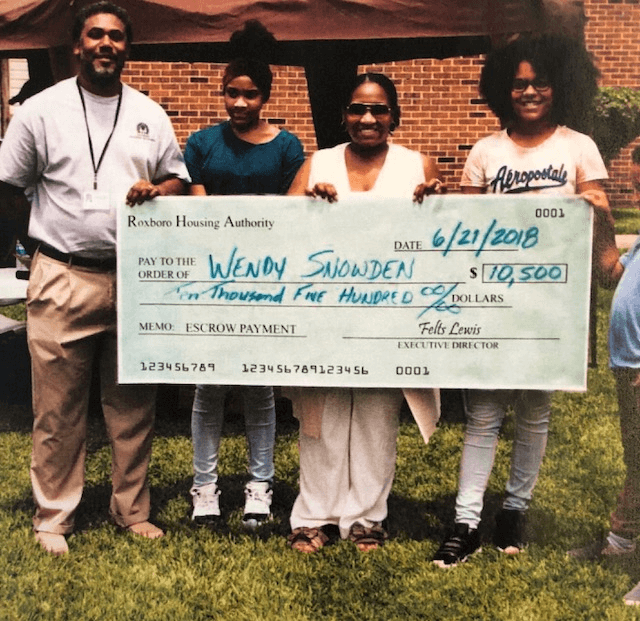 Aéropostale
Roxboro Housing Authority
0001
DATE 6/21/2018
PAY TO THE
ORDER OF WENDY SNOWDEN $ 10,500
Ten Thousand Five Hundred 00/00 DOLLARS
MEMO: ESCROW PAYMENT Felts Lewis
EXECUTIVE DIRECTOR
123456789 123456789123456 0001